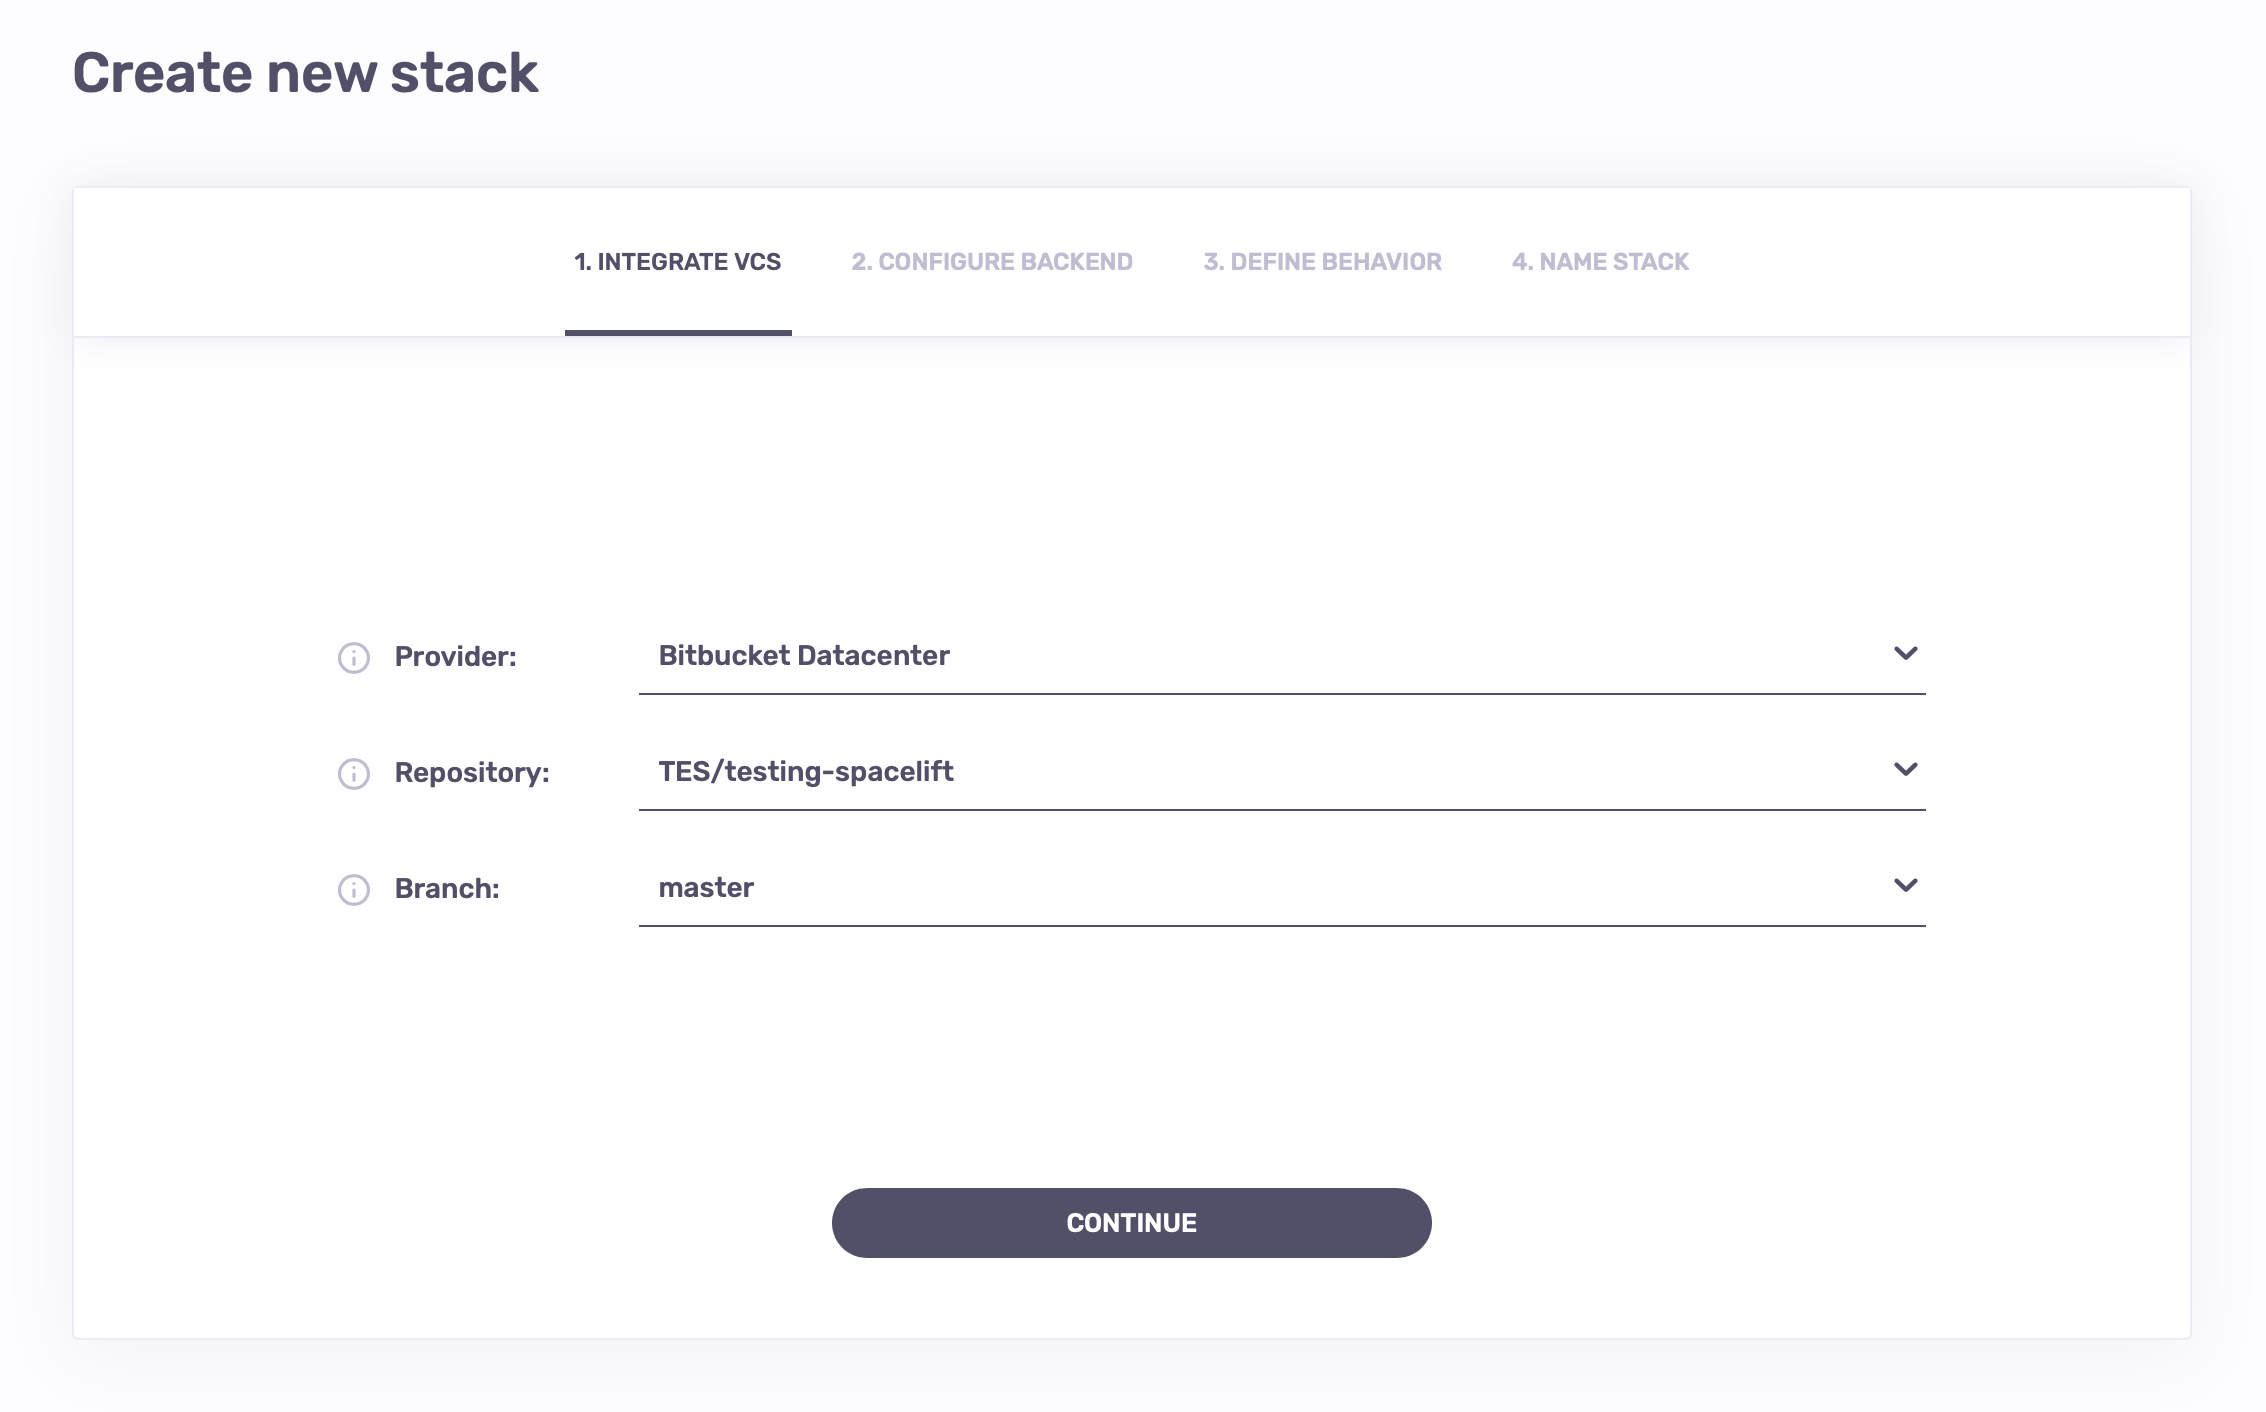 Create new stack
1. INTEGRATE VCS 2. CONFIGURE BACKEND 3. DEFINE BEHAVIOR 4. NAME STACK
Provider: Bitbucket Datacenter
Repository: TES/testing-spacelift
Branch: master
CONTINUE